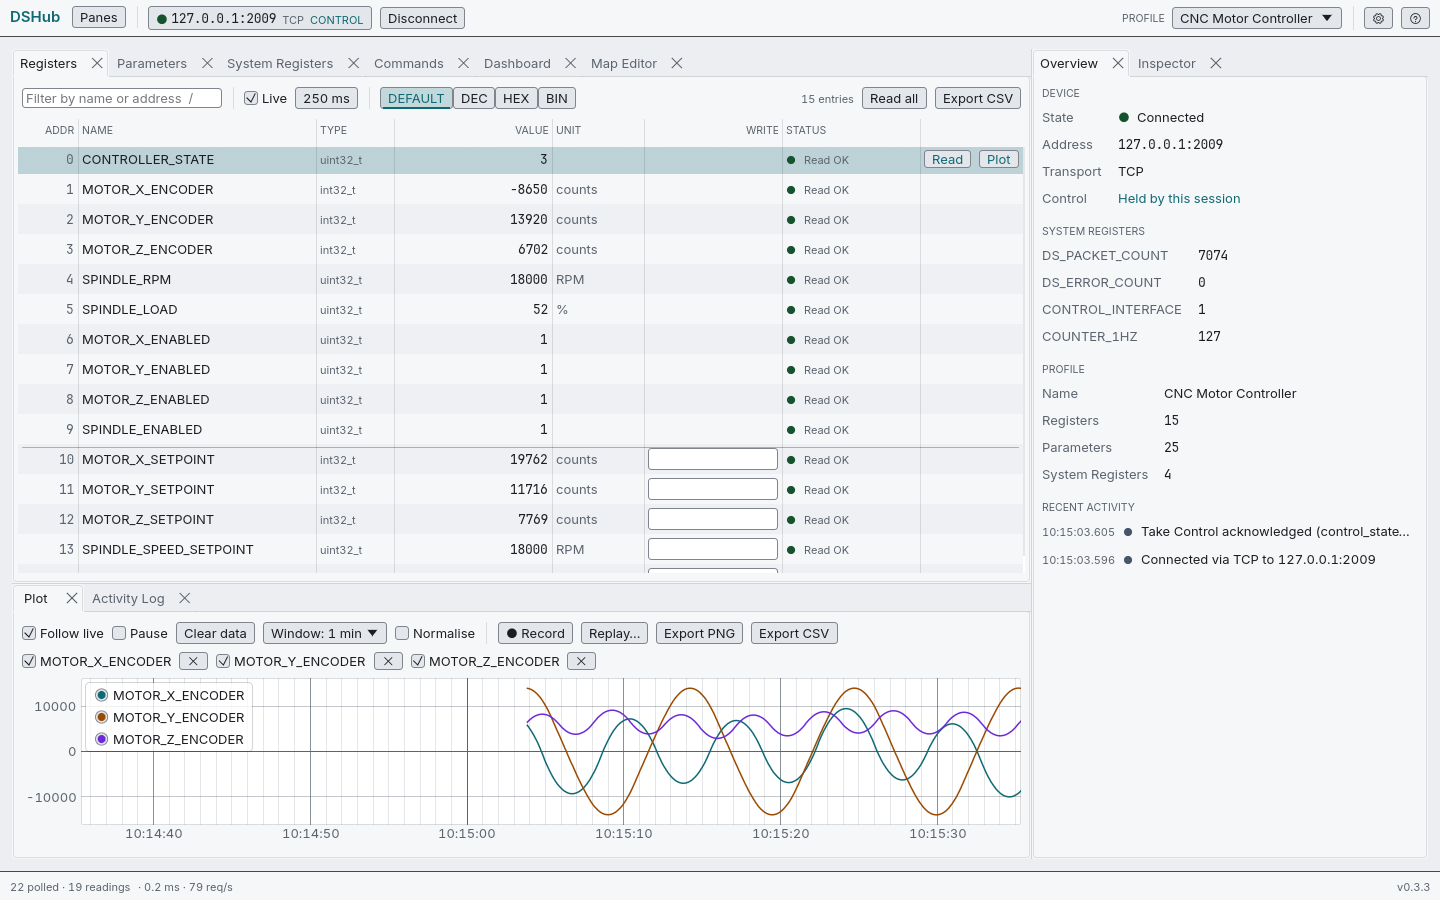 DSHub Panes 127.0.0.1:2009 TCP CONTROL Disconnect PROFILE CNC Motor Controller
Registers Parameters System Registers Commands Dashboard Map Editor
Filter by name or address / Live 250 ms DEFAULT DEC HEX BIN 15 entries Read all Export CSV
ADDR NAME TYPE VALUE UNIT WRITE STATUS
0 CONTROLLER_STATE uint32_t 3 Read OK Read Plot
1 MOTOR_X_ENCODER int32_t -8650 counts Read OK
2 MOTOR_Y_ENCODER int32_t 13920 counts Read OK
3 MOTOR_Z_ENCODER int32_t 6702 counts Read OK
4 SPINDLE_RPM uint32_t 18000 RPM Read OK
5 SPINDLE_LOAD uint32_t 52 % Read OK
6 MOTOR_X_ENABLED uint32_t 1 Read OK
7 MOTOR_Y_ENABLED uint32_t 1 Read OK
8 MOTOR_Z_ENABLED uint32_t 1 Read OK
9 SPINDLE_ENABLED uint32_t 1 Read OK
10 MOTOR_X_SETPOINT int32_t 19762 counts Read OK
11 MOTOR_Y_SETPOINT int32_t 11716 counts Read OK
12 MOTOR_Z_SETPOINT int32_t 7769 counts Read OK
13 SPINDLE_SPEED_SETPOINT uint32_t 18000 RPM Read OK
Plot Activity Log
Follow live Pause Clear data Window: 1 min Normalise Record Replay... Export PNG Export CSV
MOTOR_X_ENCODER MOTOR_Y_ENCODER MOTOR_Z_ENCODER
MOTOR_X_ENCODER
MOTOR_Y_ENCODER
MOTOR_Z_ENCODER
10000
0
-10000
10:14:40 10:14:50 10:15:00 10:15:10 10:15:20 10:15:30
Overview Inspector
DEVICE
State Connected
Address 127.0.0.1:2009
Transport TCP
Control Held by this session
SYSTEM REGISTERS
DS_PACKET_COUNT 7074
DS_ERROR_COUNT 0
CONTROL_INTERFACE 1
COUNTER_1HZ 127
PROFILE
Name CNC Motor Controller
Registers 15
Parameters 25
System Registers 4
RECENT ACTIVITY
10:15:03.605 Take Control acknowledged (control_state...
10:15:03.596 Connected via TCP to 127.0.0.1:2009
22 polled · 19 readings · 0.2 ms · 79 req/s v0.3.3